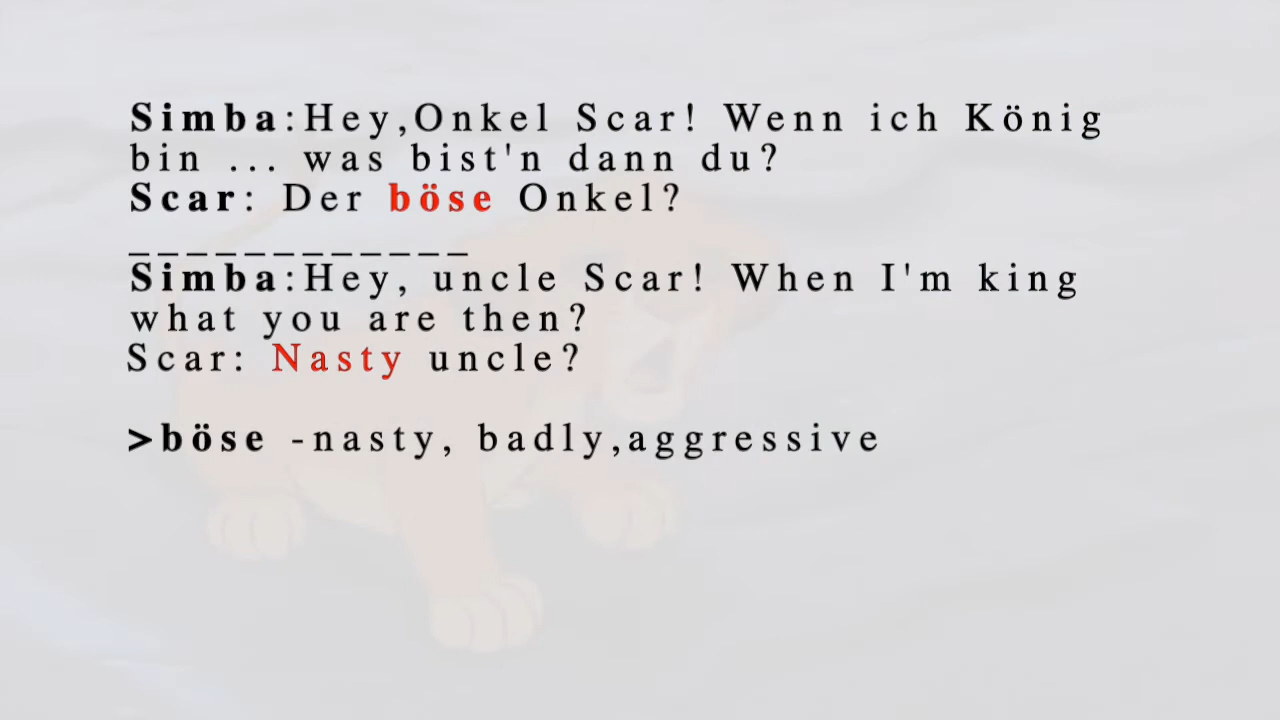 Simba:Hey,Onkel Scar! Wenn ich König
bin ... was bist'n dann du?
Scar: Der böse Onkel?
____________
Simba:Hey, uncle Scar! When I'm king
what you are then?
Scar: Nasty uncle?
>böse -nasty, badly,aggressive